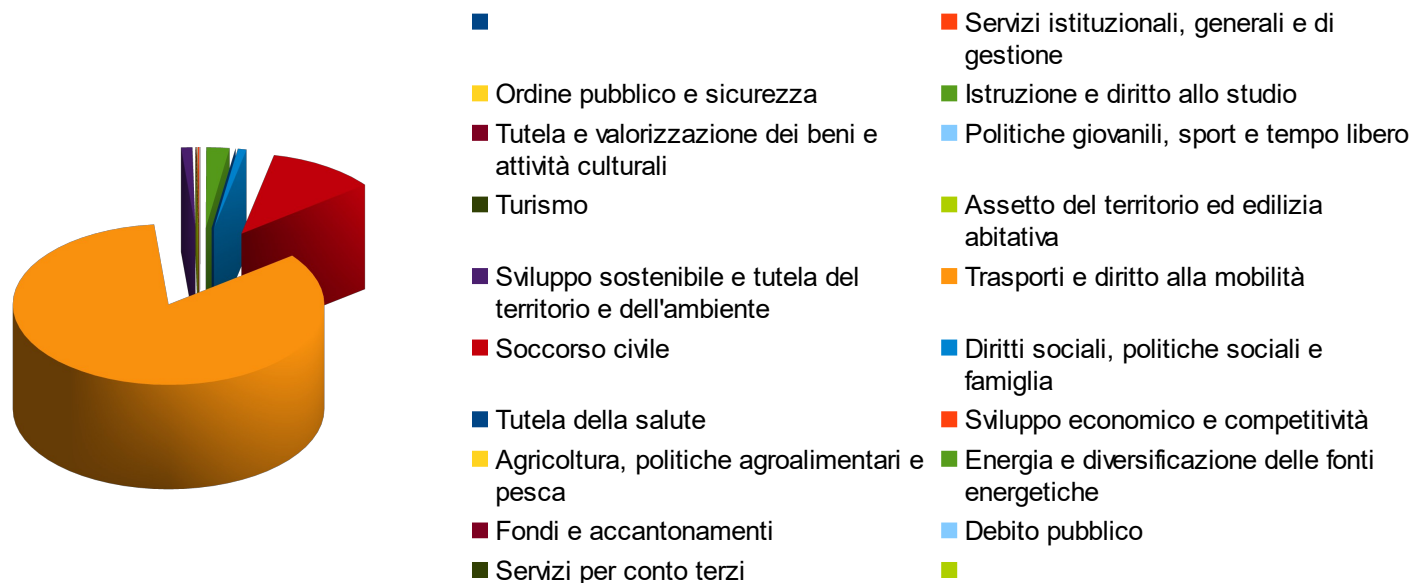 Servizi istituzionali, generali e di
gestione
Ordine pubblico e sicurezza
Istruzione e diritto allo studio
Tutela e valorizzazione dei beni e
attività culturali
Politiche giovanili, sport e tempo libero
Turismo
Assetto del territorio ed edilizia
abitativa
Sviluppo sostenibile e tutela del
territorio e dell'ambiente
Trasporti e diritto alla mobilità
Soccorso civile
Diritti sociali, politiche sociali e
famiglia
Tutela della salute
Sviluppo economico e competitività
Agricoltura, politiche agroalimentari e
pesca
Energia e diversificazione delle fonti
energetiche
Fondi e accantonamenti
Debito pubblico
Servizi per conto terzi